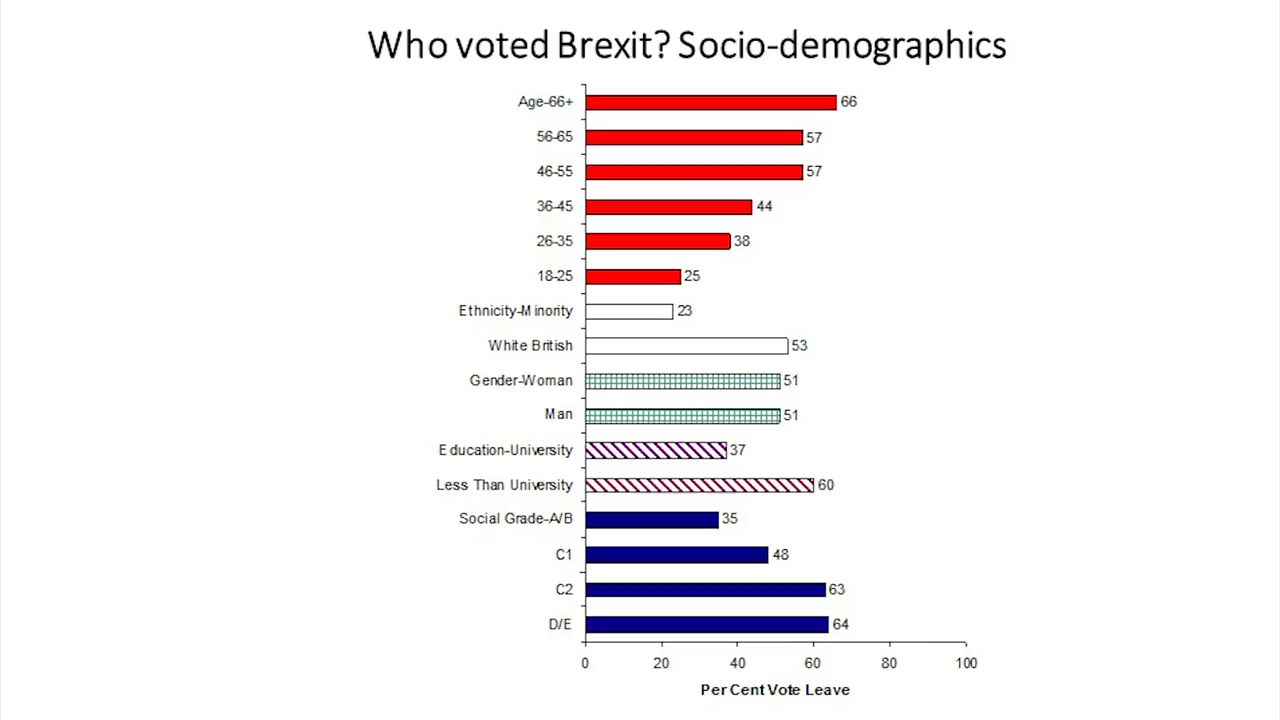 Who voted Brexit? Socio-demographics
Age-66+ 66
56-65 57
46-55 57
36-45 44
26-35 38
18-25 25
Ethnicity-Minority 23
White British 53
Gender-Woman 51
Man 51
Education-University 37
Less Than University 60
Social Grade-A/B 35
C1 48
C2 63
D/E 64
0 20 40 60 80 100
Per Cent Vote Leave